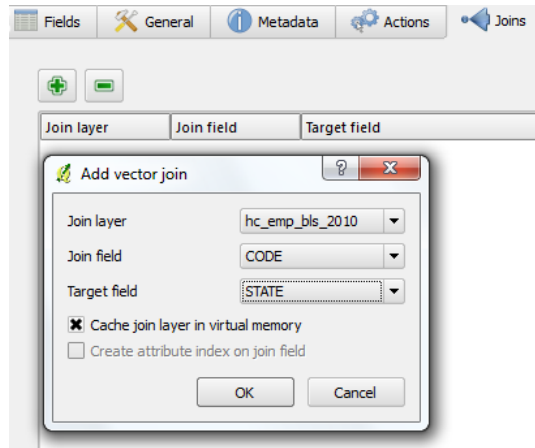 Fields General Metadata Actions Joins
Join layer Join field Target field
Add vector join
Join layer hc_emp_bls_2010
Join field CODE
Target field STATE
Cache join layer in virtual memory
Create attribute index on join field
OK Cancel